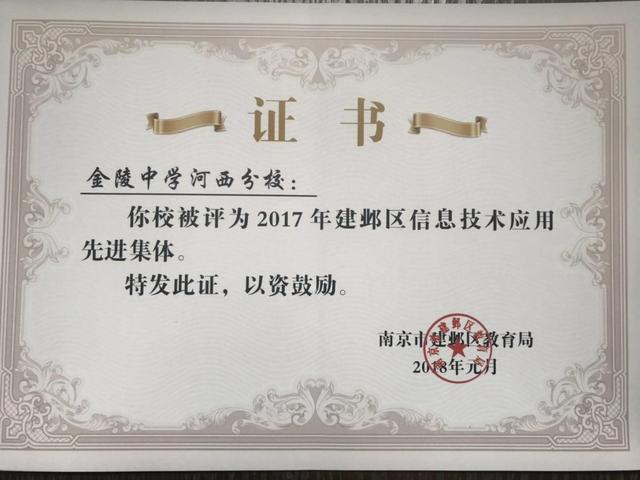 证书
金陵中学河西分校：
你校被评为2017年建邺区信息技术应用
先进集体。
特发此证，以资鼓励。
南京市建邺区教育局
2018年元月